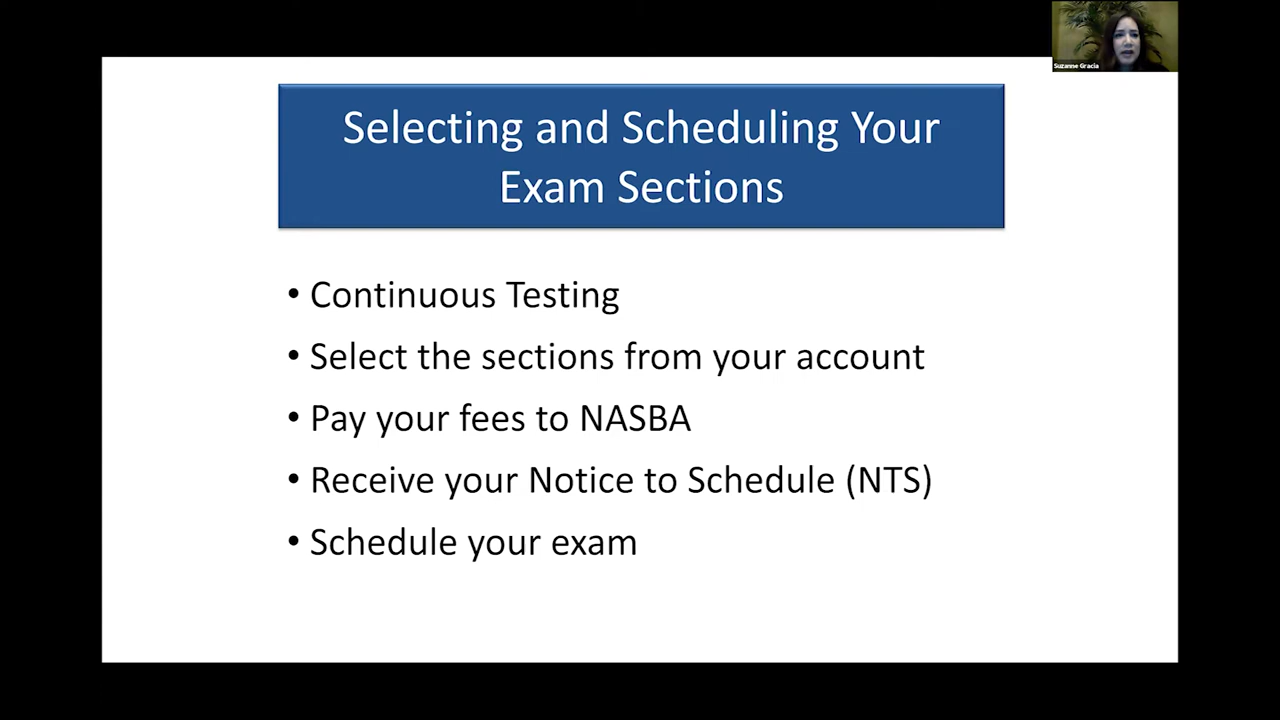 Suzanne Gracia
Selecting and Scheduling Your
Exam Sections
• Continuous Testing
• Select the sections from your account
• Pay your fees to NASBA
• Receive your Notice to Schedule (NTS)
• Schedule your exam